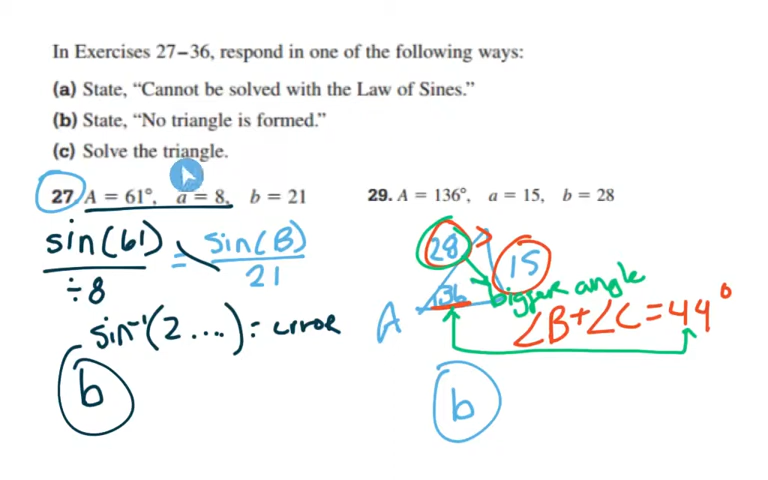 In Exercises 27–36, respond in one of the following ways:
(a) State, “Cannot be solved with the Law of Sines.”
(b) State, “No triangle is formed.”
(c) Solve the triangle.
27. A = 61°, a = 8, b = 21
29. A = 136°, a = 15, b = 28
sin(61) = sin(B)
÷8 21
sin⁻¹(2....) = error
b
28 > 15
136 bigger angle
A
∠B+∠C=44°
b